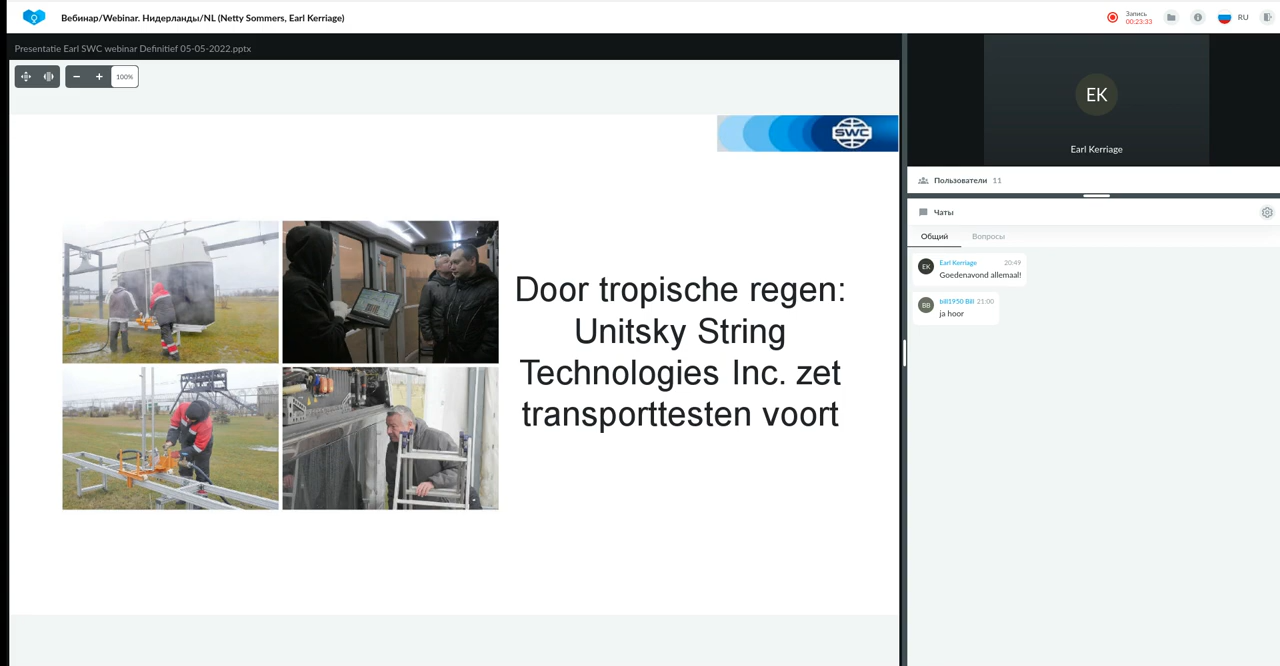 Вебинар/Webinar. Нидерланды/NL (Netty Sommers, Earl Kerriage)
Запись
00:23:33
RU
Presentatie Earl SWC webinar Definitief 05-05-2022.pptx
100%
SWC
Door tropische regen:
Unitsky String
Technologies Inc. zet
transporttesten voort
EK
Earl Kerriage
Пользователи 11
Чаты
Общий Вопросы
EK
Earl Kerriage 20:49
Goedenavond allemaal!
BB
bill1950 Bill 21:00
ja hoor